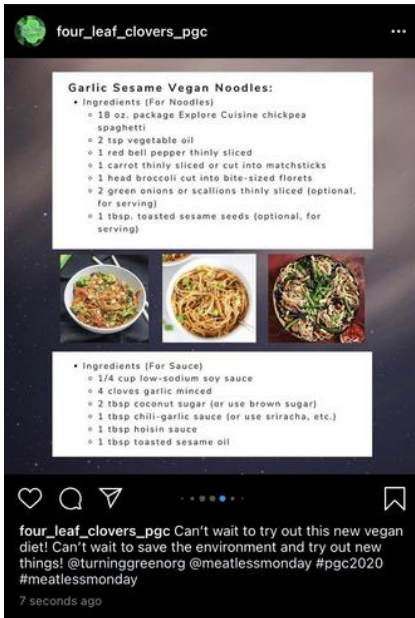 four_leaf_clovers_pgc
Garlic Sesame Vegan Noodles:
• Ingredients (For Noodles)
18 oz. package Explore Cuisine chickpea
spaghetti
2 tsp vegetable oil
1 red bell pepper thinly sliced
1 carrot thinly sliced or cut into matchsticks
1 head broccoli cut into bite-sized florets
2 green onions or scallions thinly sliced (optional,
for serving)
1 tbsp. toasted sesame seeds (optional, for
serving)
• Ingredients (For Sauce)
1/4 cup low-sodium soy sauce
4 cloves garlic minced
2 tbsp coconut sugar (or use brown sugar)
1 tbsp chili-garlic sauce (or use sriracha, etc.)
1 tbsp hoisin sauce
1 tbsp toasted sesame oil
four_leaf_clovers_pgc Can't wait to try out this new vegan
diet! Can't wait to save the environment and try out new
things! @turninggreenorg @meatlessmonday #pgc2020
#meatlessmonday
7 seconds ago